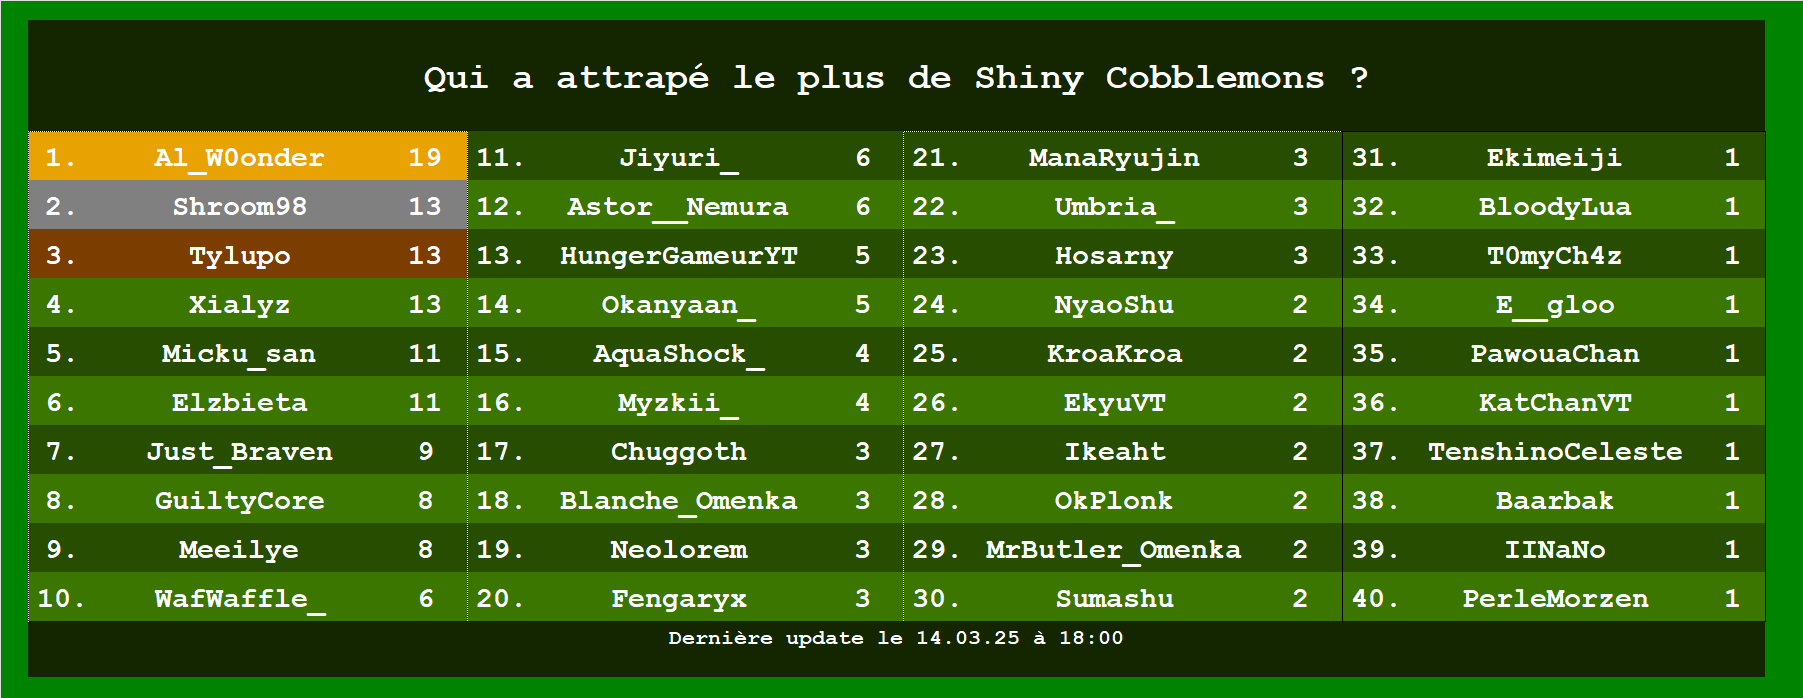 Qui a attrapé le plus de Shiny Cobblemons ?
1. Al_W0onder 19
2. Shroom98 13
3. Tylupo 13
4. Xialyz 13
5. Micku_san 11
6. Elzbieta 11
7. Just_Braven 9
8. GuiltyCore 8
9. Meeilye 8
10. WafWaffle_ 6
11. Jiyuri_ 6
12. Astor__Nemura 6
13. HungerGameurYT 5
14. Okanyaan_ 5
15. AquaShock_ 4
16. Myzkii_ 4
17. Chuggoth 3
18. Blanche_Omenka 3
19. Neolorem 3
20. Fengaryx 3
21. ManaRyujin 3
22. Umbria_ 3
23. Hosarny 3
24. NyaoShu 2
25. KroaKroa 2
26. EkyuVT 2
27. Ikeaht 2
28. OkPlonk 2
29. MrButler_Omenka 2
30. Sumashu 2
31. Ekimeiji 1
32. BloodyLua 1
33. T0myCh4z 1
34. E__gloo 1
35. PawouaChan 1
36. KatChanVT 1
37. TenshinoCeleste 1
38. Baarbak 1
39. IINaNo 1
40. PerleMorzen 1
Dernière update le 14.03.25 à 18:00